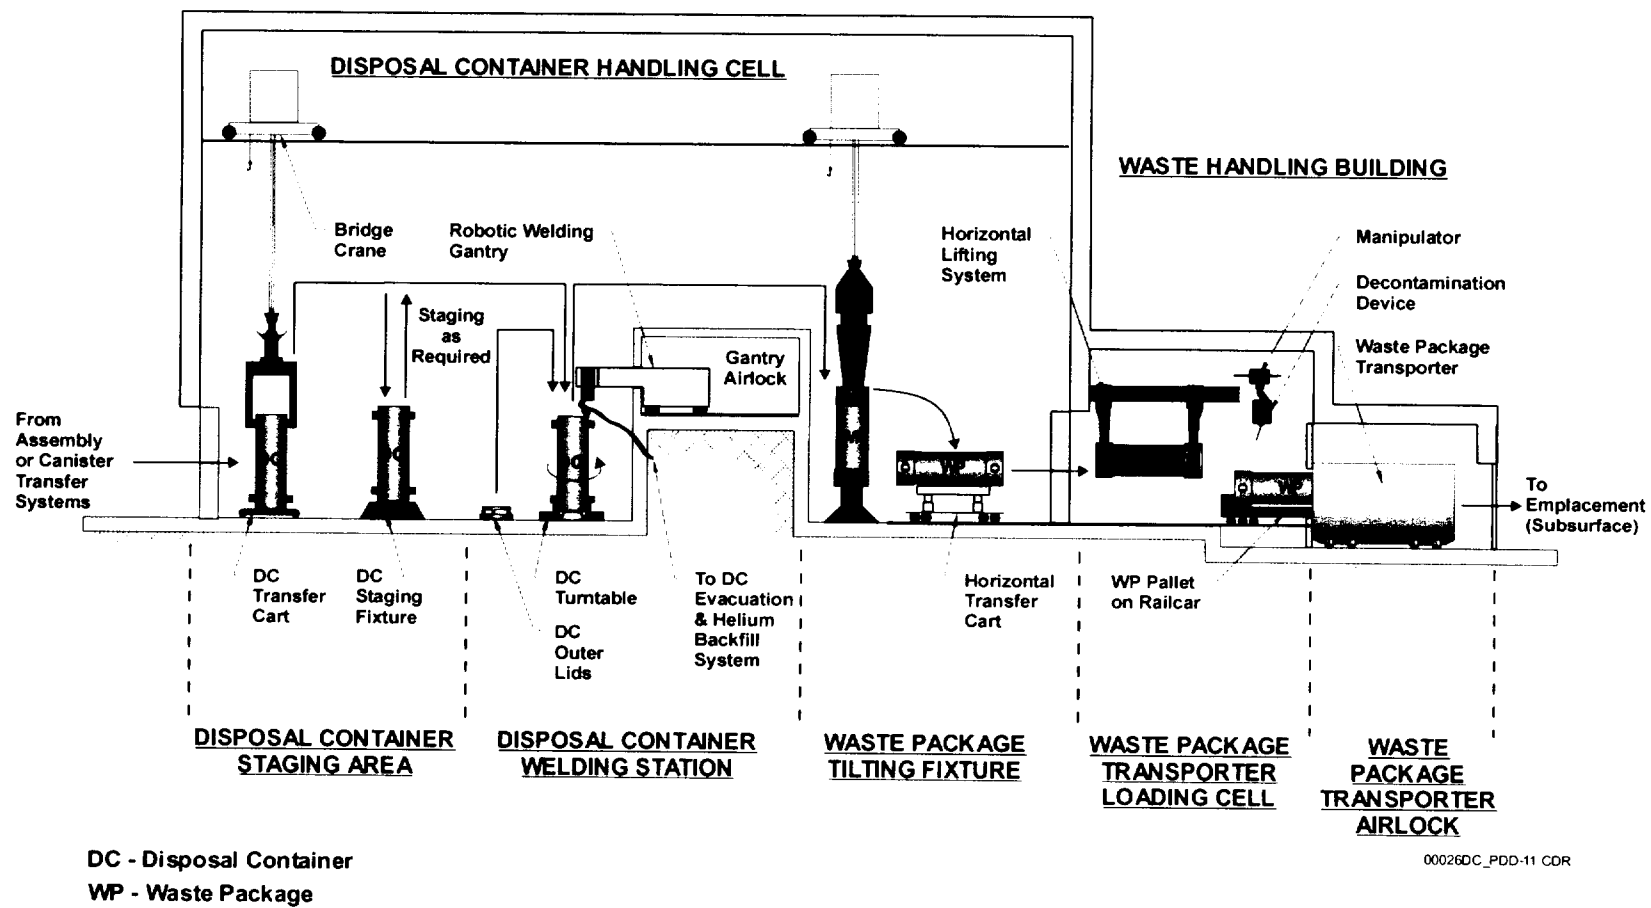 DISPOSAL CONTAINER HANDLING CELL
WASTE HANDLING BUILDING
Bridge
Crane
Robotic Welding
Gantry
Horizontal
Lifting
System
Manipulator
Decontamination
Device
Waste Package
Transporter
Staging
as
Required
Gantry
Airlock
From
Assembly
or Canister
Transfer
Systems
WP
WP
To
Emplacement
(Subsurface)
DC
Transfer
Cart
DC
Staging
Fixture
DC
Turntable
DC
Outer
Lids
To DC
Evacuation
& Helium
Backfill
System
Horizontal
Transfer
Cart
WP Pallet
on Railcar
DISPOSAL CONTAINER
STAGING AREA
DISPOSAL CONTAINER
WELDING STATION
WASTE PACKAGE
TILTING FIXTURE
WASTE PACKAGE
TRANSPORTER
LOADING CELL
WASTE
PACKAGE
TRANSPORTER
AIRLOCK
DC - Disposal Container
WP - Waste Package
00026DC_PDD-11 CDR